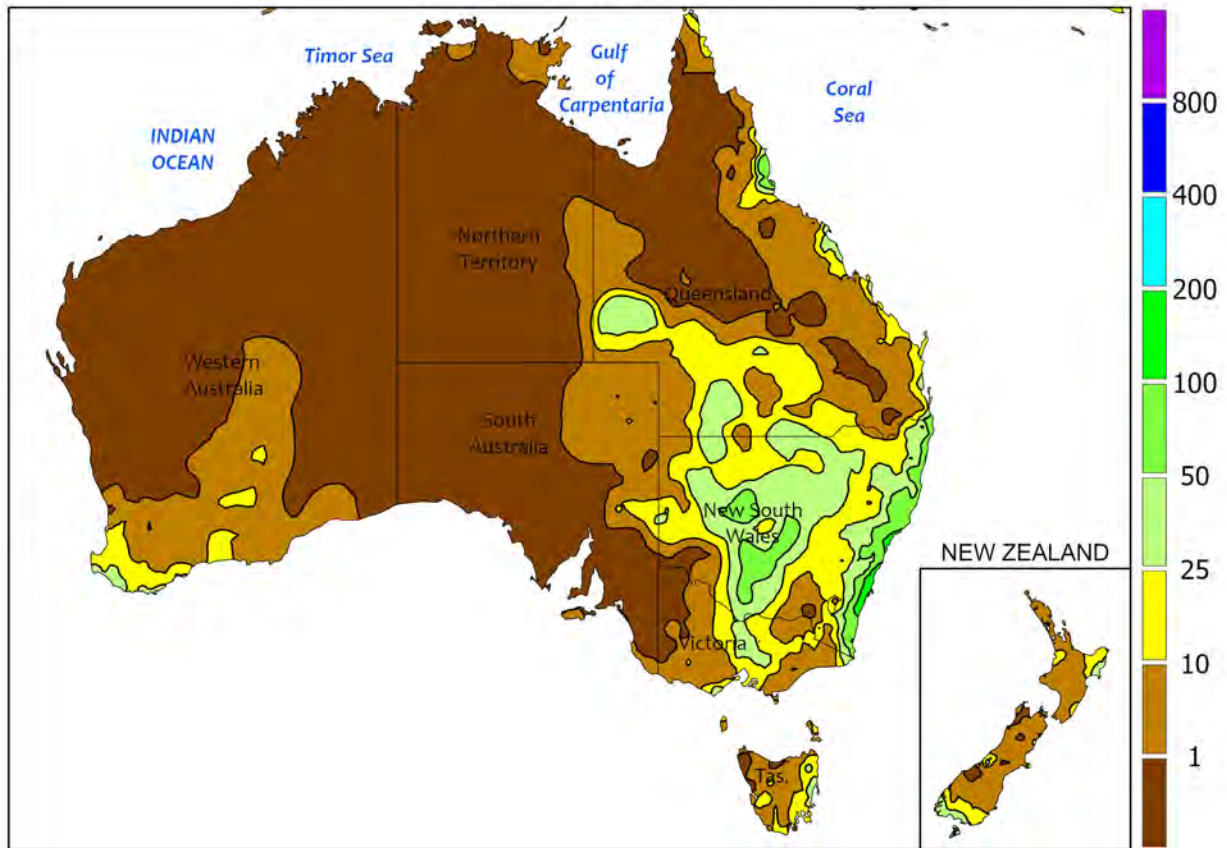 Timor Sea
Gulf
of
Carpentaria
Coral
Sea
INDIAN
OCEAN
Northern
Territory
Queensland
Western
Australia
South
Australia
New South
Wales
Victoria
Tas.
NEW ZEALAND
800
400
200
100
50
25
10
1